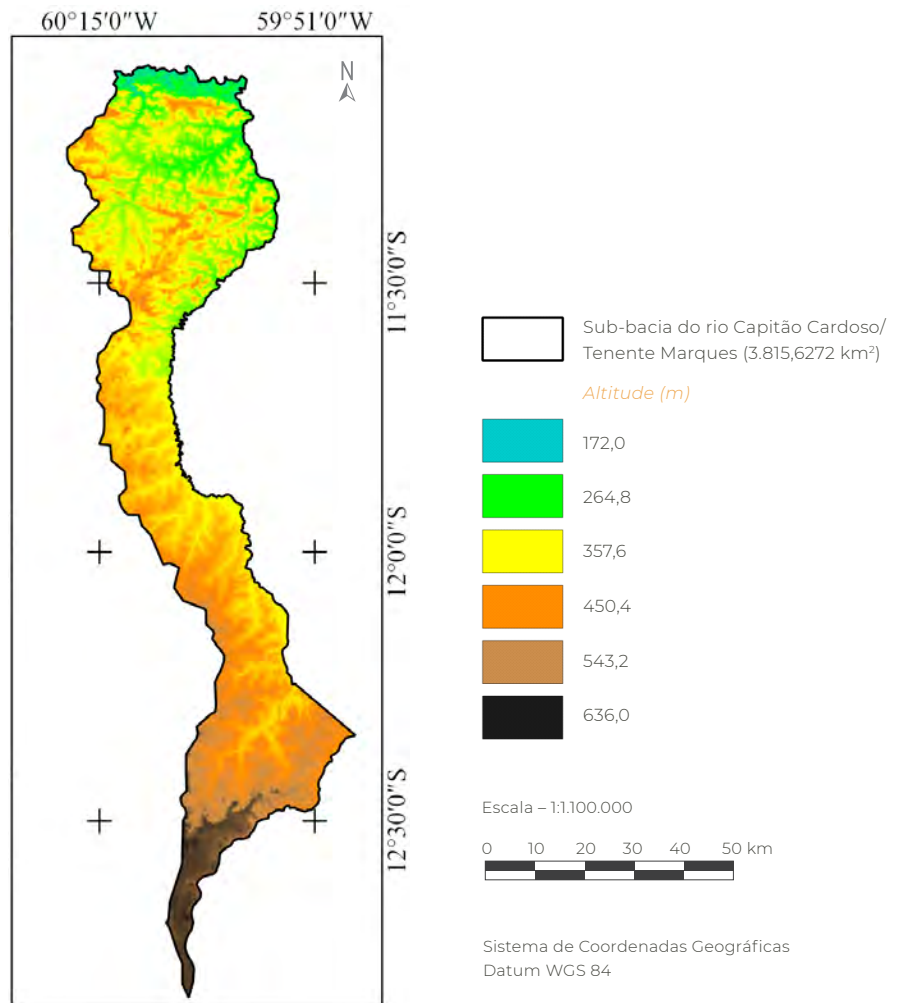 60°15'0"W
59°51'0"W
N
11°30'0"S
12°0'0"S
12°30'0"S
Sub-bacia do rio Capitão Cardoso/
Tenente Marques (3.815,6272 km²)
Altitude (m)
172,0
264,8
357,6
450,4
543,2
636,0
Escala – 1:1.100.000
0 10 20 30 40 50 km
Sistema de Coordenadas Geográficas
Datum WGS 84